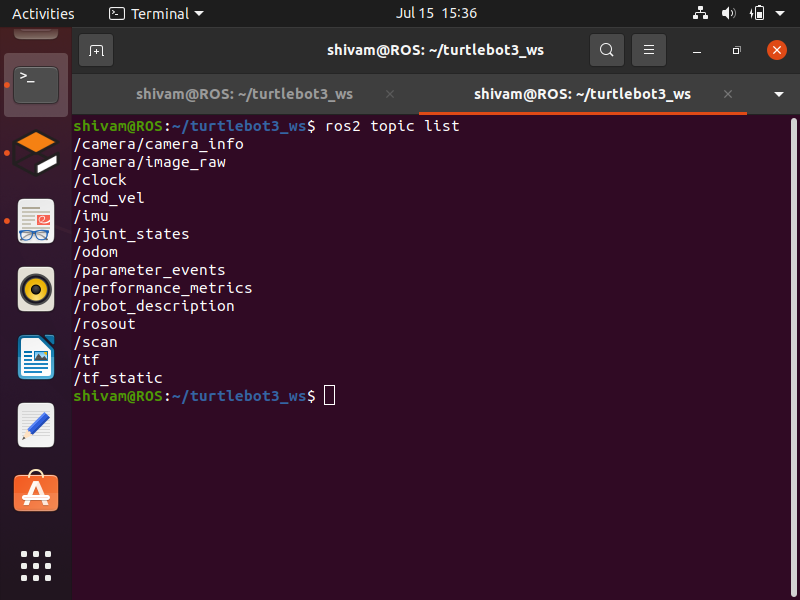 Activities
Terminal
Jul 15 15:36
shivam@ROS: ~/turtlebot3_ws
shivam@ROS: ~/turtlebot3_ws
shivam@ROS: ~/turtlebot3_ws
shivam@ROS:~/turtlebot3_ws$ ros2 topic list
/camera/camera_info
/camera/image_raw
/clock
/cmd_vel
/imu
/joint_states
/odom
/parameter_events
/performance_metrics
/robot_description
/rosout
/scan
/tf
/tf_static
shivam@ROS:~/turtlebot3_ws$